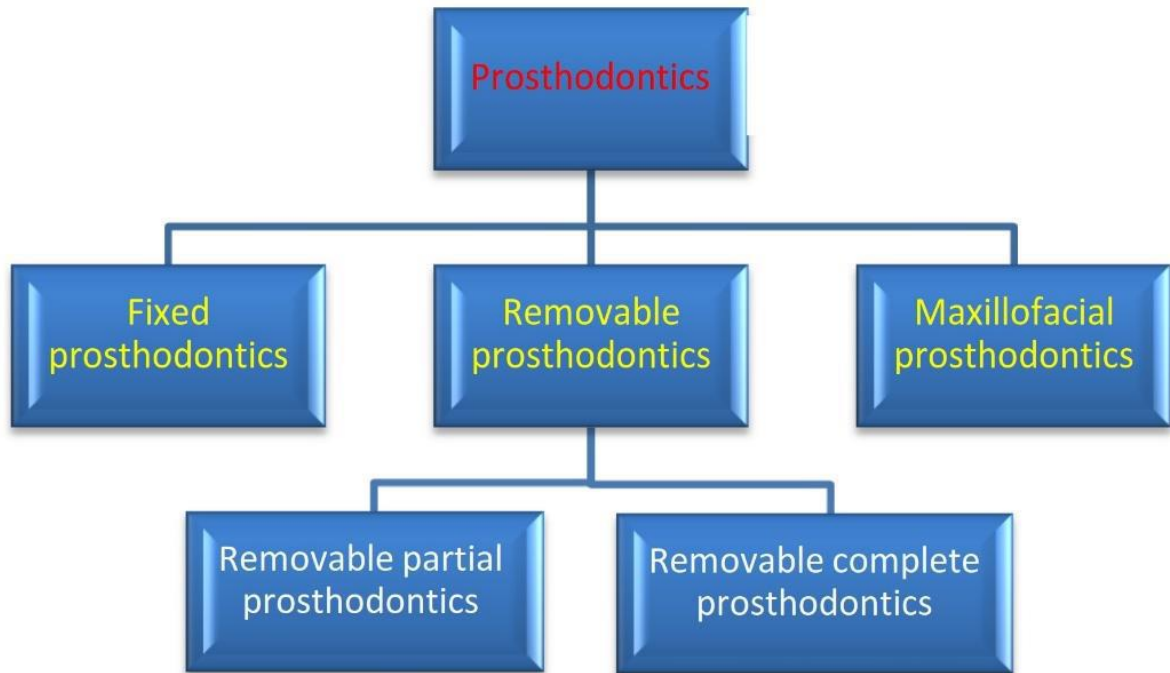 Prosthodontics
Fixed
prosthodontics
Removable
prosthodontics
Maxillofacial
prosthodontics
Removable partial
prosthodontics
Removable complete
prosthodontics